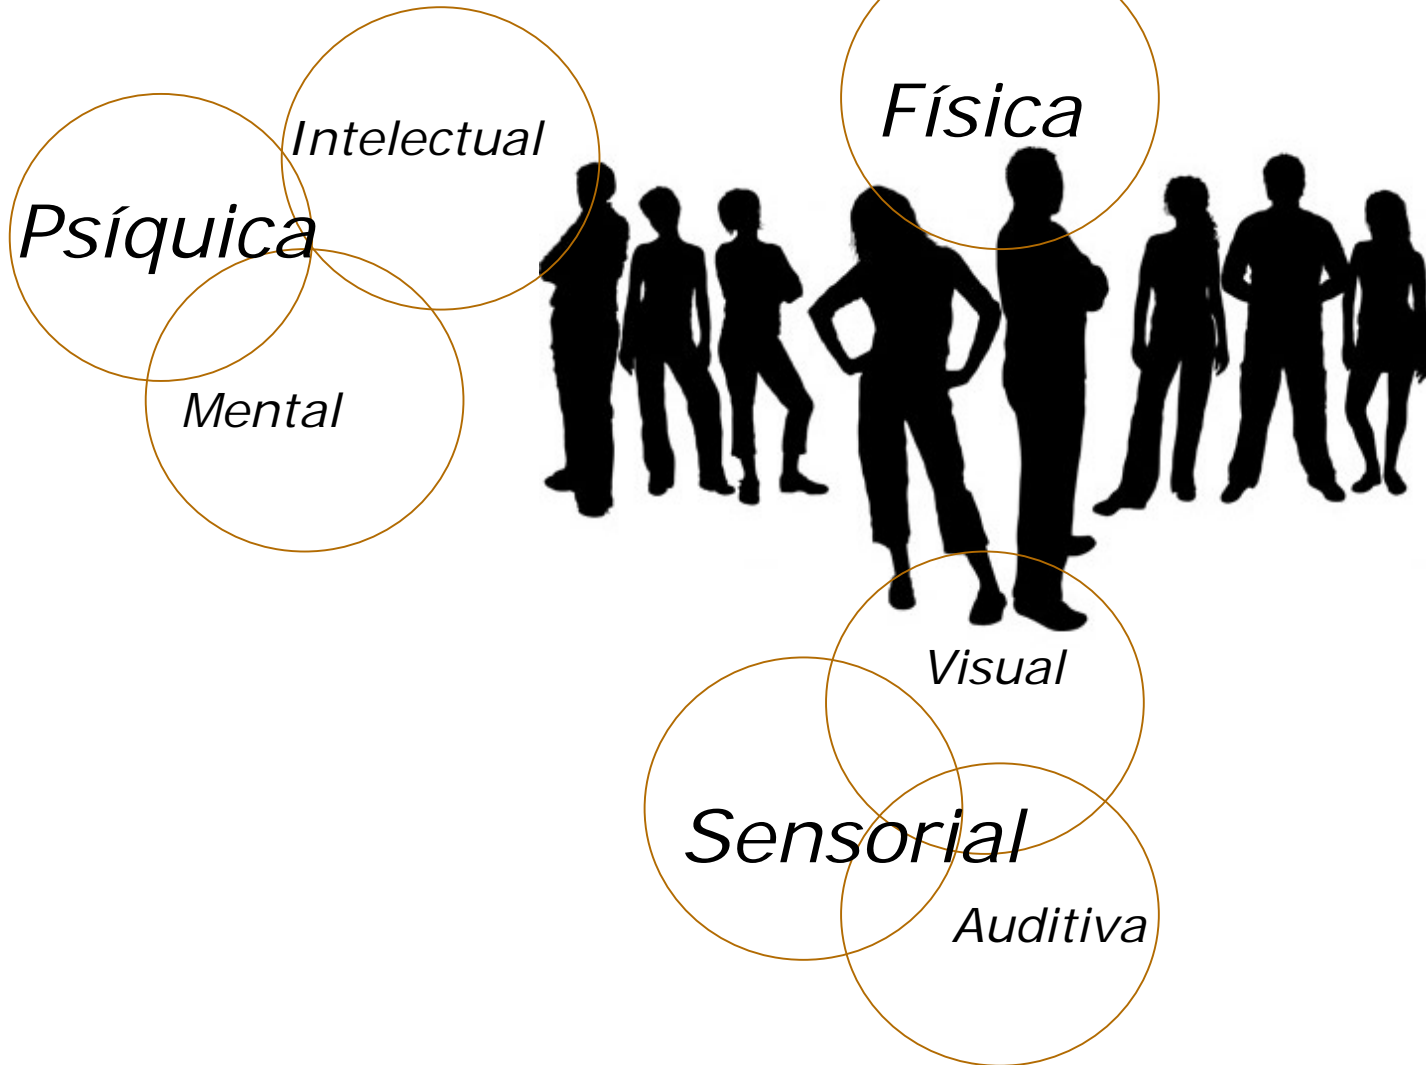 Física
Intelectual
Psíquica
Mental
Visual
Sensorial
Auditiva